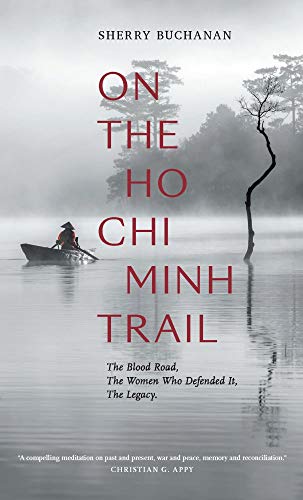 SHERRY BUCHANAN
ON
THE
HO
CHI
MINH
TRAIL
The Blood Road,
The Women Who Defended It,
The Legacy.
"A compelling meditation on past and present, war and peace, memory and reconciliation."
CHRISTIAN G. APPY